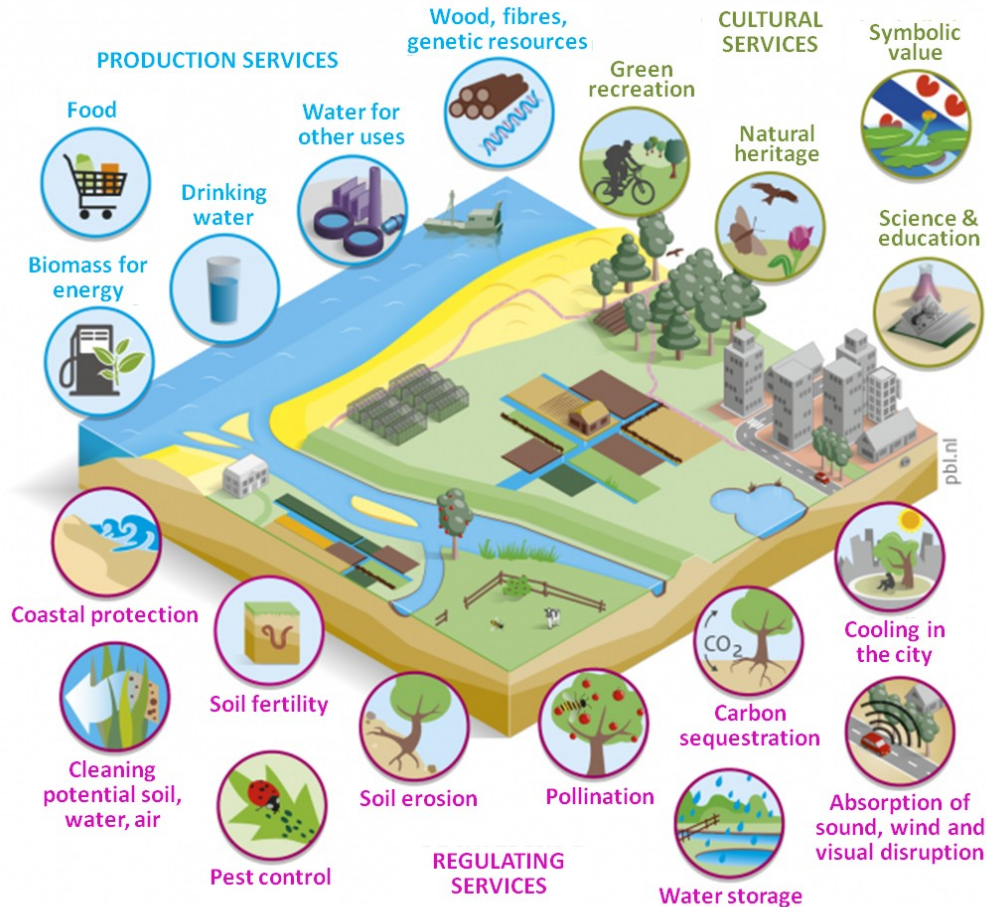 PRODUCTION SERVICES
Food
Drinking
water
Biomass for
energy
Water for
other uses
Wood, fibres,
genetic resources
CULTURAL
SERVICES
Green
recreation
Natural
heritage
Symbolic
value
Science &
education
pbl.nl
Coastal protection
Cleaning
potential soil,
water, air
Soil fertility
Pest control
Soil erosion
Pollination
CO2
Carbon
sequestration
Water storage
Cooling in
the city
Absorption of
sound, wind and
visual disruption
REGULATING
SERVICES